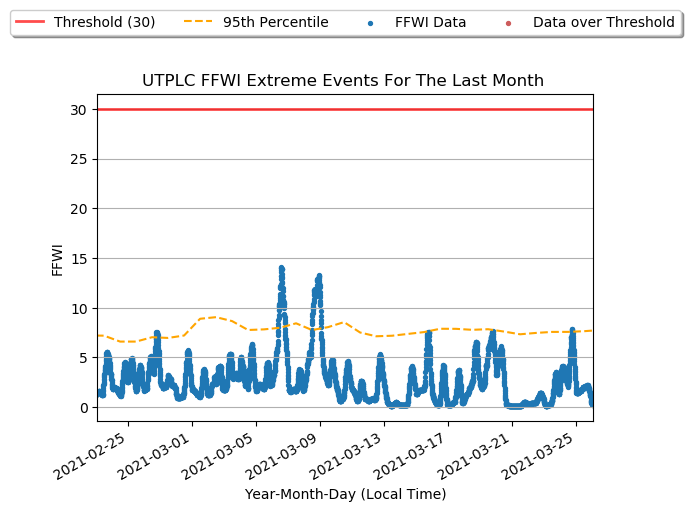 Threshold (30) 95th Percentile FFWI Data Data over Threshold
UTPLC FFWI Extreme Events For The Last Month
30
25
20
15
10
5
0
FFWI
2021-02-25 2021-03-01 2021-03-05 2021-03-09 2021-03-13 2021-03-17 2021-03-21 2021-03-25
Year-Month-Day (Local Time)